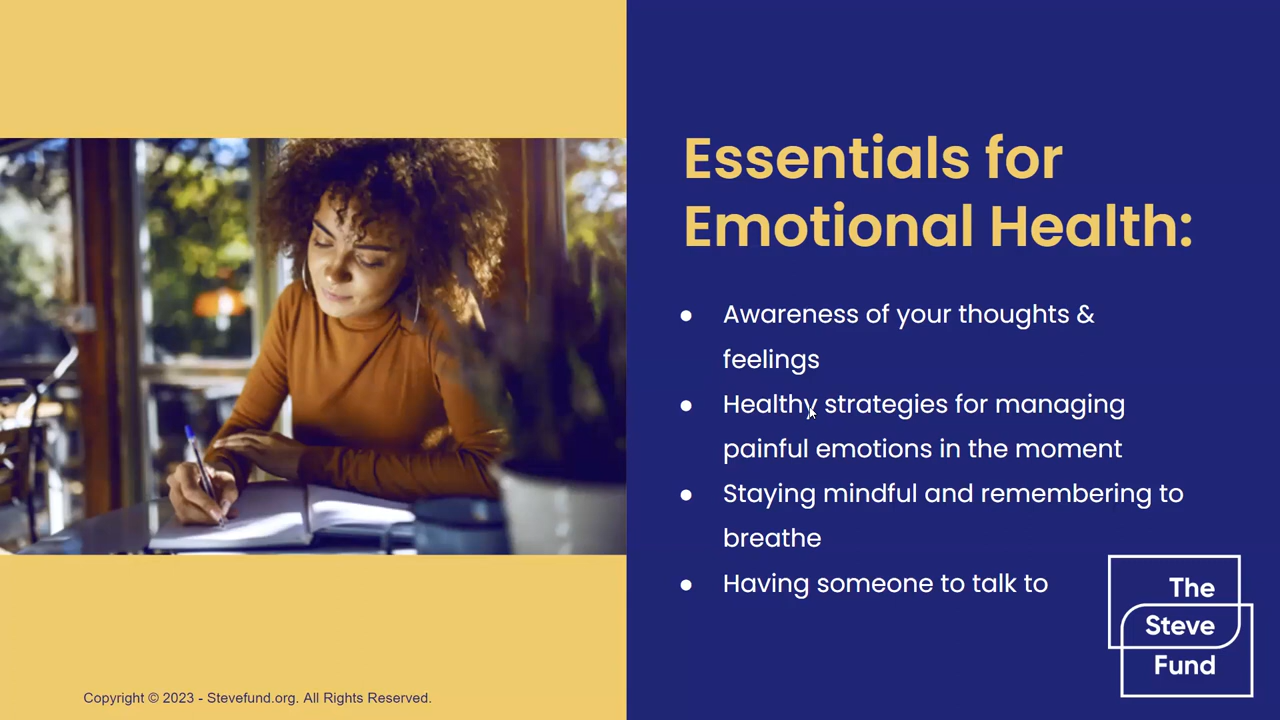 Essentials for
Emotional Health:
● Awareness of your thoughts &
feelings
● Healthy strategies for managing
painful emotions in the moment
● Staying mindful and remembering to
breathe
● Having someone to talk to
The
Steve
Fund
Copyright © 2023 - Stevefund.org. All Rights Reserved.